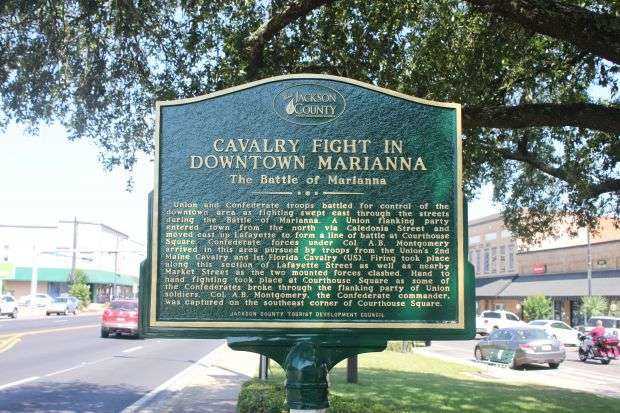 JACKSON
COUNTY
CAVALRY FIGHT IN
DOWNTOWN MARIANNA
The Battle of Marianna
Union and Confederate troops battled for control of the
downtown area as fighting swept east through the streets
during the Battle of Marianna. A Union flanking party
entered town from the north via Caledonia Street and
moved east up Lafayette to form a line of battle at Courthouse
Square. Confederate forces under Col. A.B. Montgomery
arrived in this area pursued by troops from the Union's 2nd
Maine Cavalry and 1st Florida Cavalry (US). Firing took place
along this section of Lafayette Street as well as nearby
Market Street as the two mounted forces clashed. Hand to
hand fighting took place at Courthouse Square as some of
the Confederates broke through the flanking party of Union
soldiers. Col. A.B. Montgomery, the Confederate commander,
was captured on the southeast corner of Courthouse Square.
JACKSON COUNTY TOURIST DEVELOPMENT COUNCIL